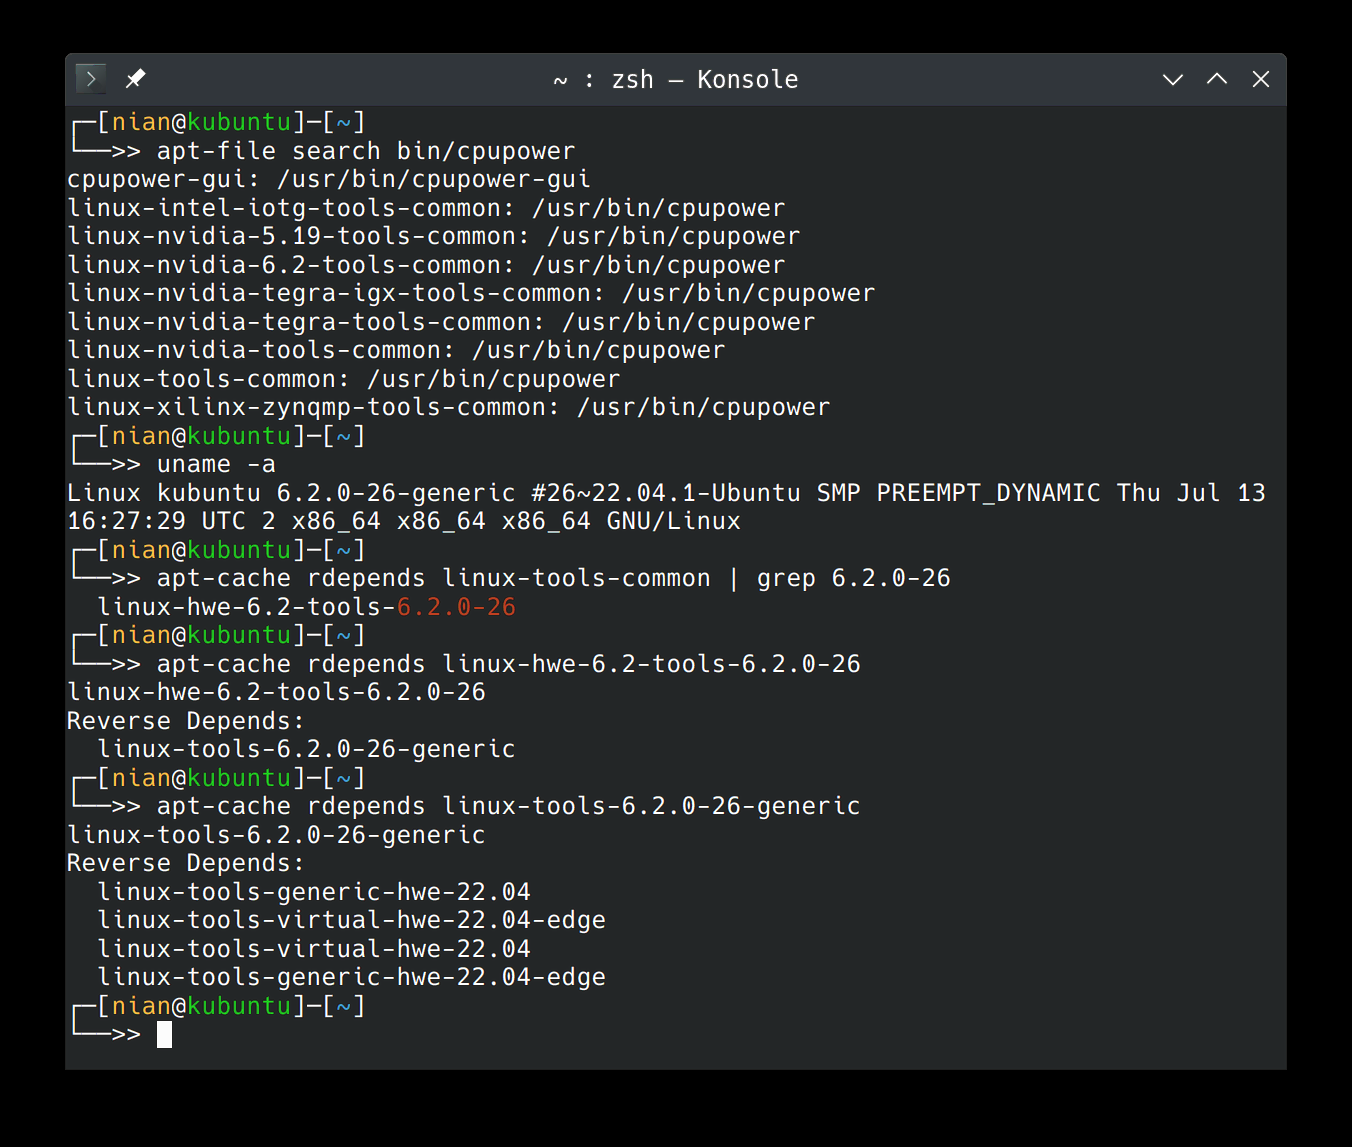 ~ : zsh — Konsole
┌─[nian@kubuntu]─[~]
└──>> apt-file search bin/cpupower
cpupower-gui: /usr/bin/cpupower-gui
linux-intel-iotg-tools-common: /usr/bin/cpupower
linux-nvidia-5.19-tools-common: /usr/bin/cpupower
linux-nvidia-6.2-tools-common: /usr/bin/cpupower
linux-nvidia-tegra-igx-tools-common: /usr/bin/cpupower
linux-nvidia-tegra-tools-common: /usr/bin/cpupower
linux-nvidia-tools-common: /usr/bin/cpupower
linux-tools-common: /usr/bin/cpupower
linux-xilinx-zynqmp-tools-common: /usr/bin/cpupower
┌─[nian@kubuntu]─[~]
└──>> uname -a
Linux kubuntu 6.2.0-26-generic #26~22.04.1-Ubuntu SMP PREEMPT_DYNAMIC Thu Jul 13
16:27:29 UTC 2 x86_64 x86_64 x86_64 GNU/Linux
┌─[nian@kubuntu]─[~]
└──>> apt-cache rdepends linux-tools-common | grep 6.2.0-26
  linux-hwe-6.2-tools-6.2.0-26
┌─[nian@kubuntu]─[~]
└──>> apt-cache rdepends linux-hwe-6.2-tools-6.2.0-26
linux-hwe-6.2-tools-6.2.0-26
Reverse Depends:
  linux-tools-6.2.0-26-generic
┌─[nian@kubuntu]─[~]
└──>> apt-cache rdepends linux-tools-6.2.0-26-generic
linux-tools-6.2.0-26-generic
Reverse Depends:
  linux-tools-generic-hwe-22.04
  linux-tools-virtual-hwe-22.04-edge
  linux-tools-virtual-hwe-22.04
  linux-tools-generic-hwe-22.04-edge
┌─[nian@kubuntu]─[~]
└──>>